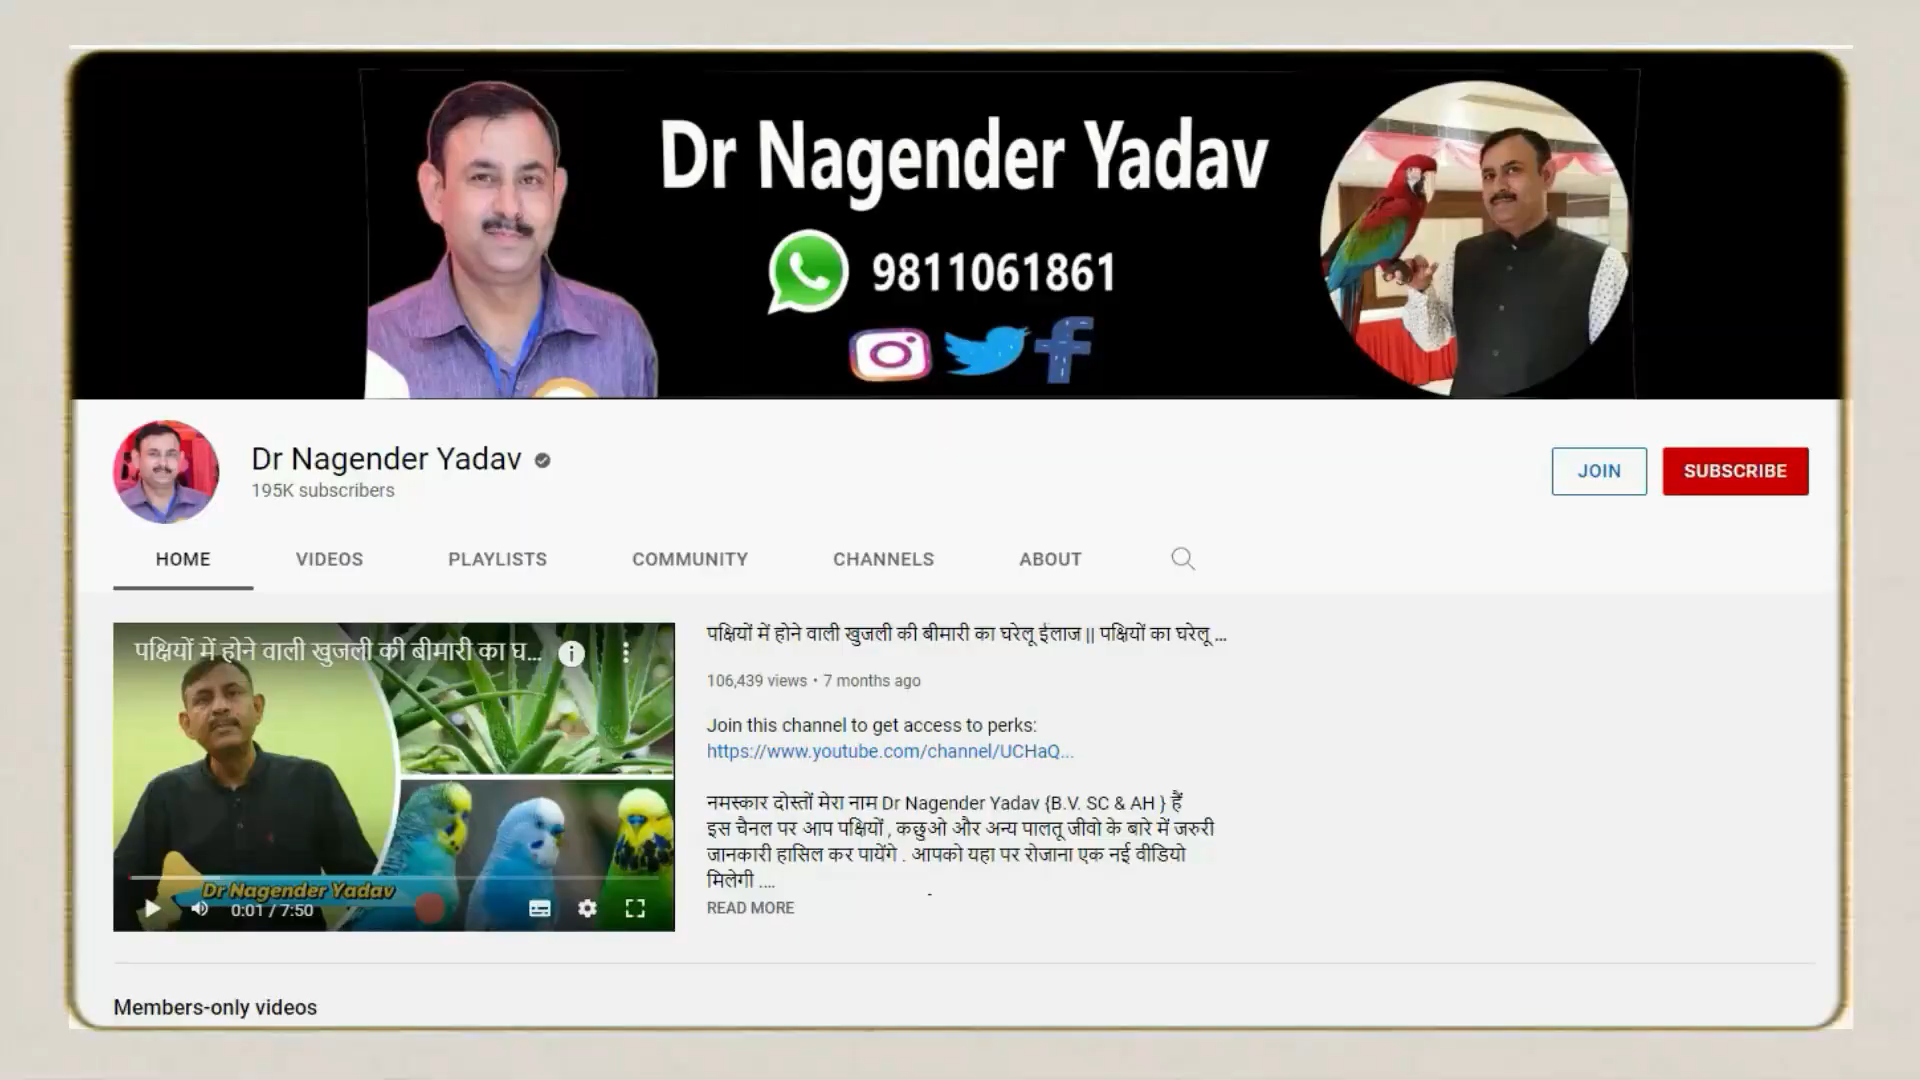 Dr Nagender Yadav
9811061861
Dr Nagender Yadav
195K subscribers
JOIN
SUBSCRIBE
HOME
VIDEOS
PLAYLISTS
COMMUNITY
CHANNELS
ABOUT
पक्षियों में होने वाली खुजली की बीमारी का घ...
Dr Nagender Yadav
0:01 / 7:50
पक्षियों में होने वाली खुजली की बीमारी का घरेलू ईलाज || पक्षियों का घरेलू ...
106,439 views • 7 months ago
Join this channel to get access to perks:
https://www.youtube.com/channel/UCHaQ...
नमस्कार दोस्तों मेरा नाम Dr Nagender Yadav {B.V. SC & AH } हैं
इस चैनल पर आप पक्षियों , कछुओ और अन्य पालतू जीवो के बारे में जरुरी
जानकारी हासिल कर पायेंगे . आपको यहा पर रोजाना एक नई वीडियो
मिलेगी ....
READ MORE
Members-only videos